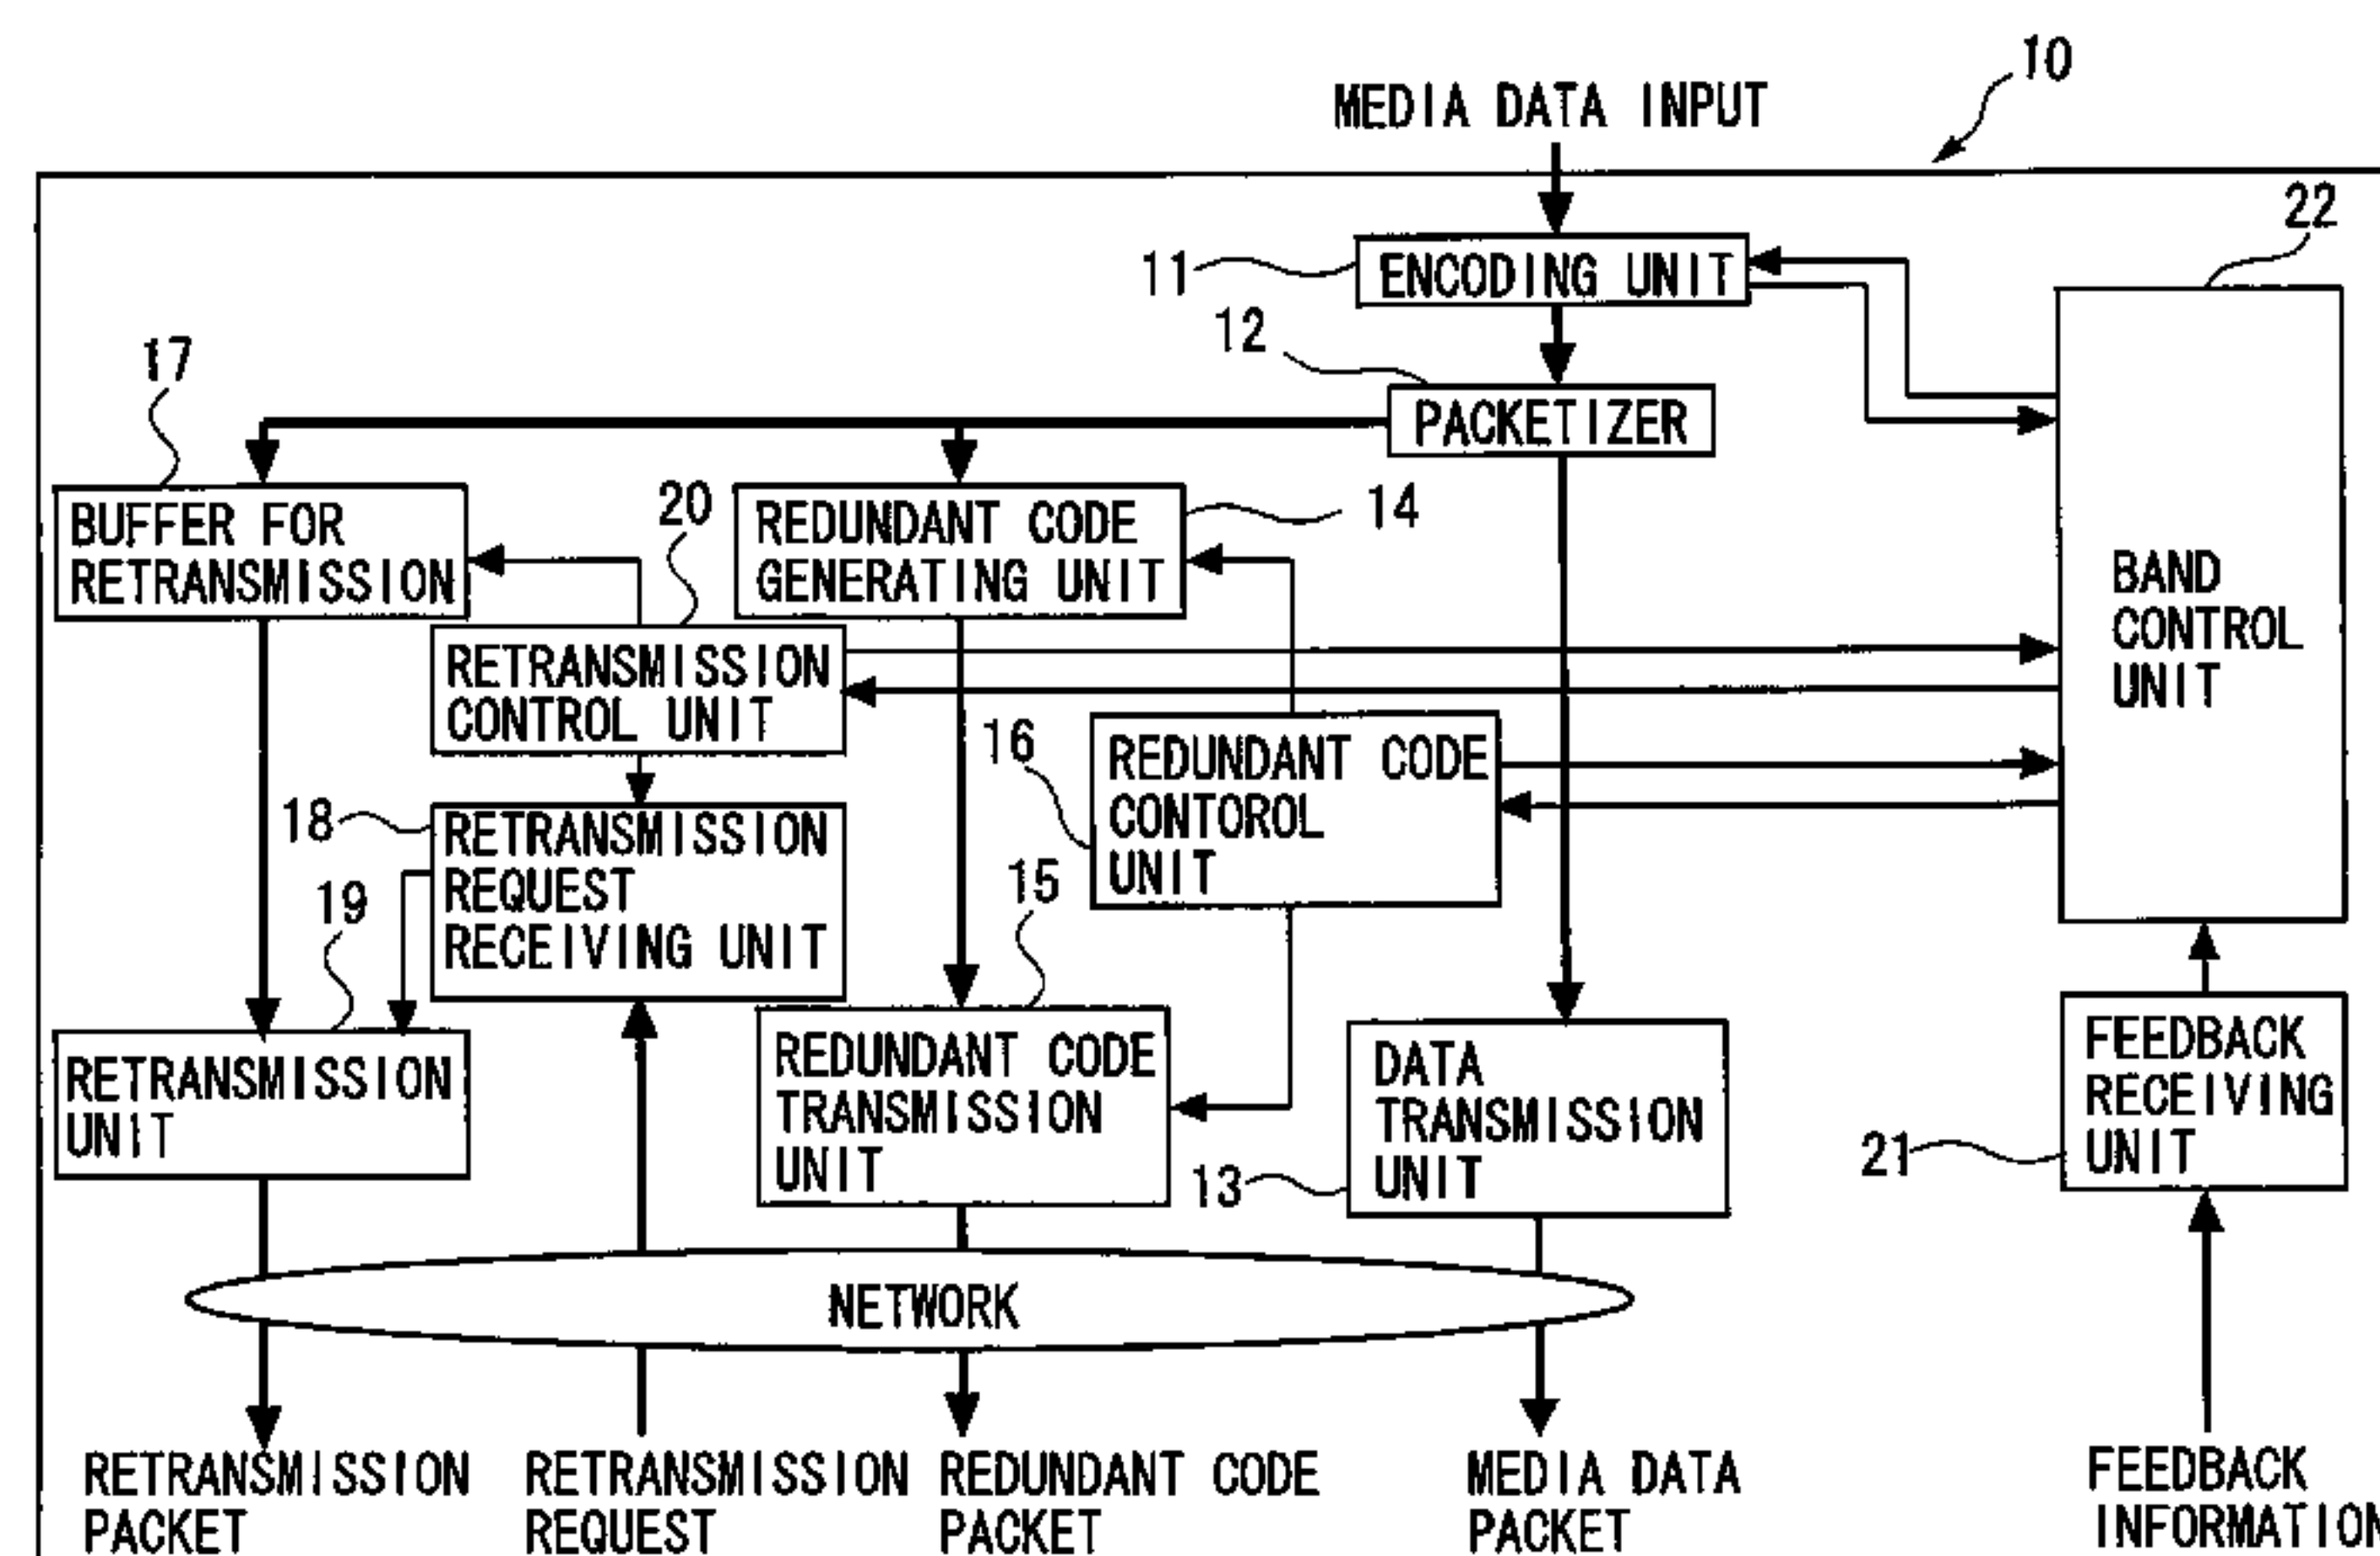 10
MEDIA DATA INPUT
22
11
ENCODING UNIT
12
17
PACKETIZER
20
14
BUFFER FOR
RETRANSMISSION
REDUNDANT CODE
GENERATING UNIT
BAND
CONTROL
UNIT
RETRANSMISSION
CONTROL UNIT
16
REDUNDANT CODE
CONTOROL
UNIT
18
RETRANSMISSION
REQUEST
RECEIVING UNIT
19
15
RETRANSMISSION
UNIT
REDUNDANT CODE
TRANSMISSION
UNIT
13
DATA
TRANSMISSION
UNIT
21
FEEDBACK
RECEIVING
UNIT
NETWORK
RETRANSMISSION
PACKET
RETRANSMISSION
REQUEST
REDUNDANT CODE
PACKET
MEDIA DATA
PACKET
FEEDBACK
INFORMATION